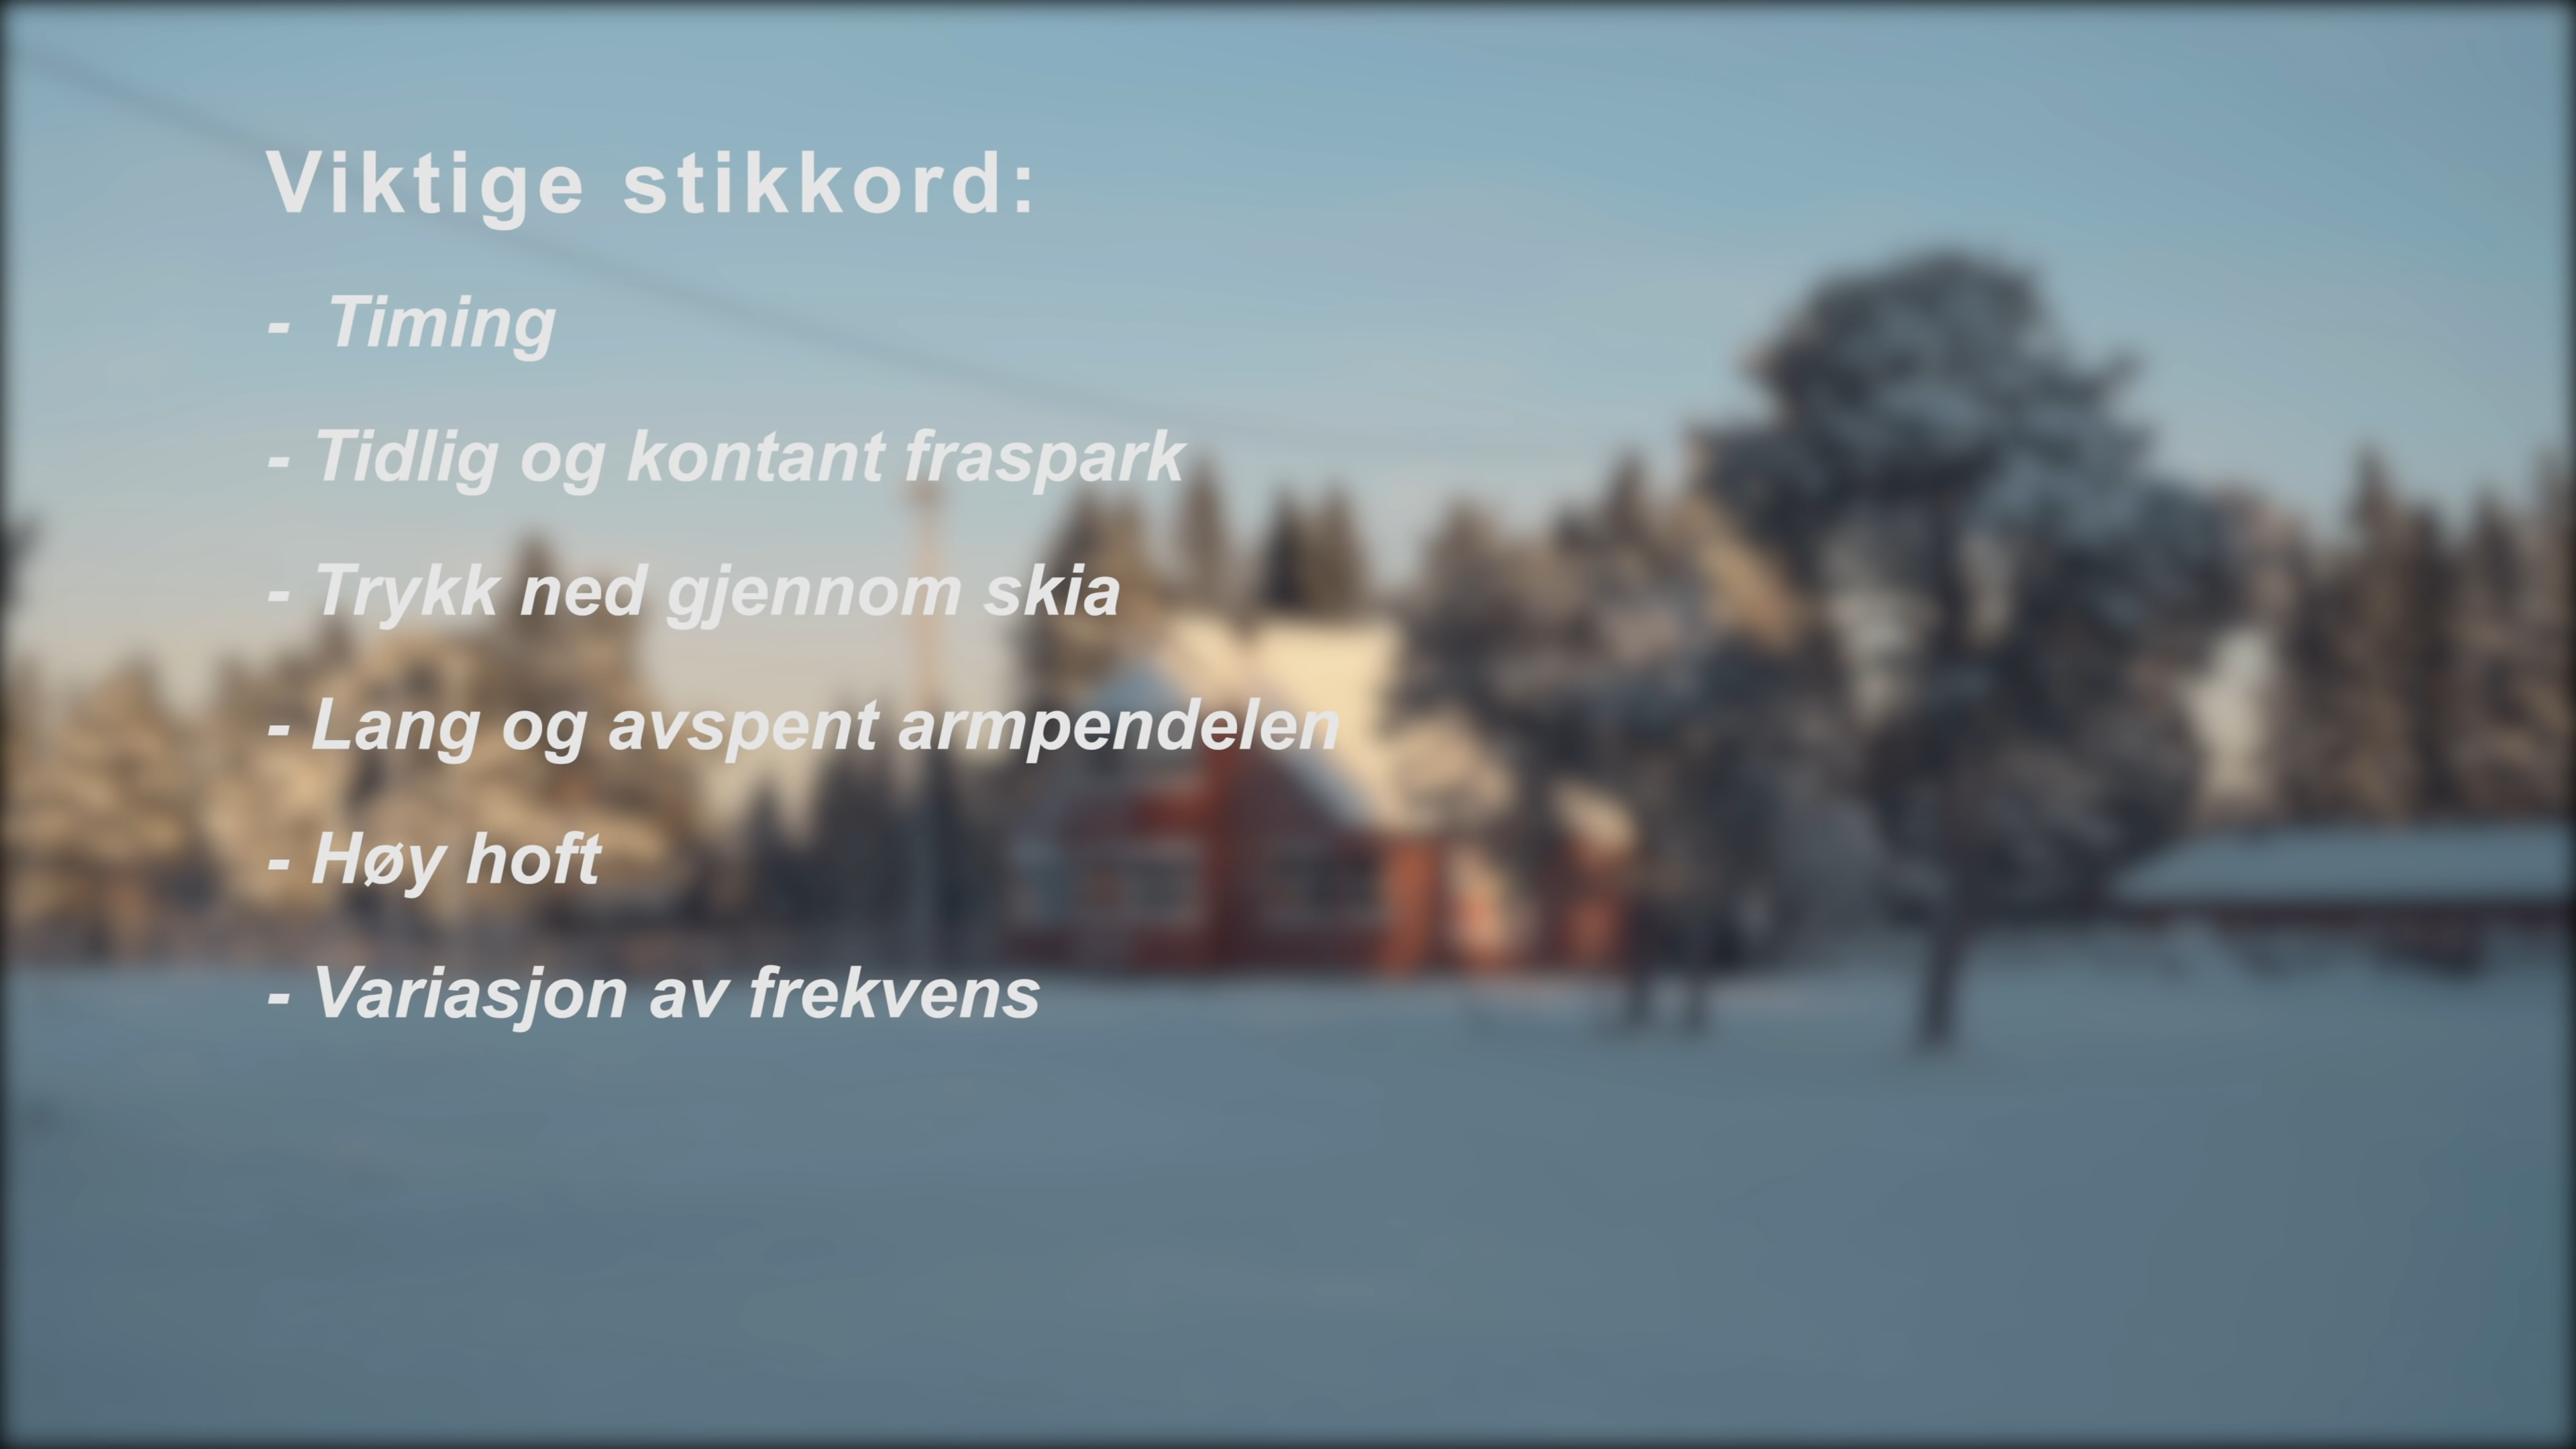 Viktige stikkord:
- Timing
- Tidlig og kontant fraspark
- Trykk ned gjennom skia
- Lang og avspent armpendelen
- Høy hoft
- Variasjon av frekvens